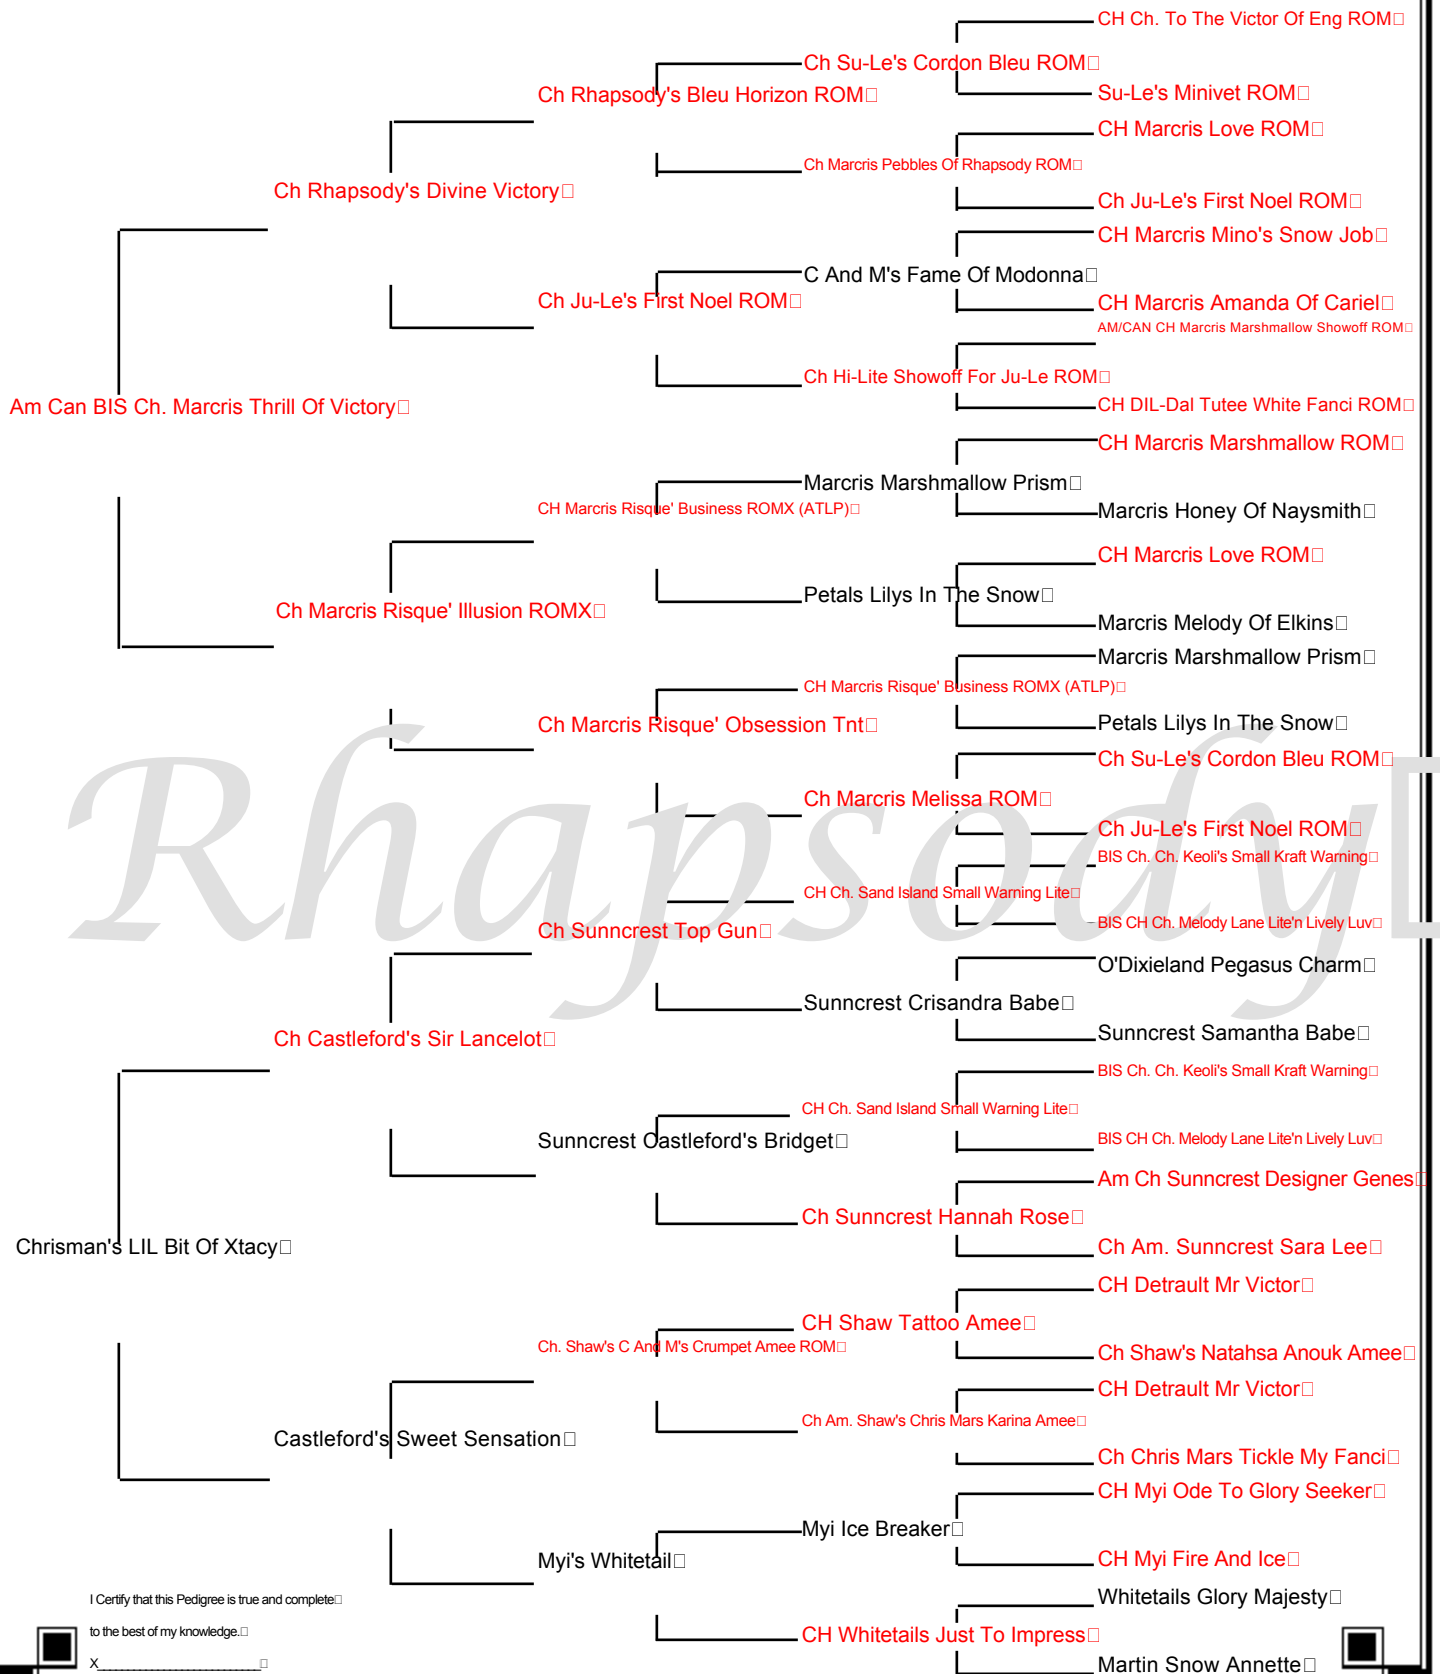 CH Ch. To The Victor Of Eng ROM
Ch Su-Le's Cordon Bleu ROM
Ch Rhapsody's Bleu Horizon ROM
Su-Le's Minivet ROM
CH Marcris Love ROM
Ch Marcris Pebbles Of Rhapsody ROM
Ch Rhapsody's Divine Victory
Ch Ju-Le's First Noel ROM
CH Marcris Mino's Snow Job
C And M's Fame Of Modonna
Ch Ju-Le's First Noel ROM
CH Marcris Amanda Of Cariel
AM/CAN CH Marcris Marshmallow Showoff ROM
Ch Hi-Lite Showoff For Ju-Le ROM
Am Can BIS Ch. Marcris Thrill Of Victory
CH DIL-Dal Tutee White Fanci ROM
CH Marcris Marshmallow ROM
Marcris Marshmallow Prism
CH Marcris Risque' Business ROMX (ATLP)
Marcris Honey Of Naysmith
CH Marcris Love ROM
Petals Lilys In The Snow
Ch Marcris Risque' Illusion ROMX
Marcris Melody Of Elkins
Marcris Marshmallow Prism
CH Marcris Risque' Business ROMX (ATLP)
Ch Marcris Risque' Obsession Tnt
Petals Lilys In The Snow
Ch Su-Le's Cordon Bleu ROM
Ch Marcris Melissa ROM
Ch Ju-Le's First Noel ROM
Rhapsody
BIS Ch. Ch. Keoli's Small Kraft Warning
CH Ch. Sand Island Small Warning Lite
Ch Sunncrest Top Gun
BIS CH Ch. Melody Lane Lite'n Lively Luv
O'Dixieland Pegasus Charm
Sunncrest Crisandra Babe
Ch Castleford's Sir Lancelot
Sunncrest Samantha Babe
BIS Ch. Ch. Keoli's Small Kraft Warning
CH Ch. Sand Island Small Warning Lite
Sunncrest Castleford's Bridget
BIS CH Ch. Melody Lane Lite'n Lively Luv
Am Ch Sunncrest Designer Genes
Ch Sunncrest Hannah Rose
Chrisman's LIL Bit Of Xtacy
Ch Am. Sunncrest Sara Lee
CH Detrault Mr Victor
CH Shaw Tattoo Amee
Ch. Shaw's C And M's Crumpet Amee ROM
Ch Shaw's Natahsa Anouk Amee
CH Detrault Mr Victor
Ch Am. Shaw's Chris Mars Karina Amee
Castleford's Sweet Sensation
Ch Chris Mars Tickle My Fanci
CH Myi Ode To Glory Seeker
Myi Ice Breaker
Myi's Whitetail
CH Myi Fire And Ice
Whitetails Glory Majesty
CH Whitetails Just To Impress
Martin Snow Annette
I Certify that this Pedigree is true and complete
to the best of my knowledge.
X___________________________